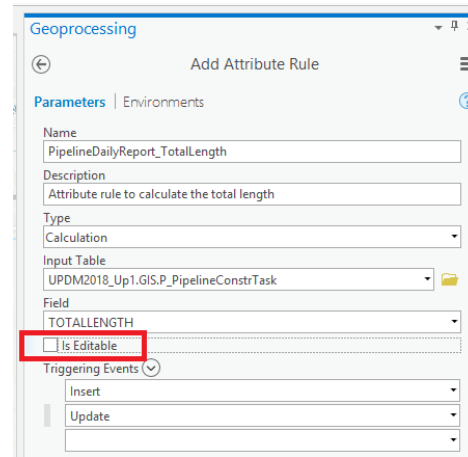 Geoprocessing
Add Attribute Rule
Parameters | Environments
Name
PipelineDailyReport_TotalLength
Description
Attribute rule to calculate the total length
Type
Calculation
Input Table
UPDM2018_Up1.GIS.P_PipelineConstrTask
Field
TOTALLENGTH
Is Editable
Triggering Events
Insert
Update